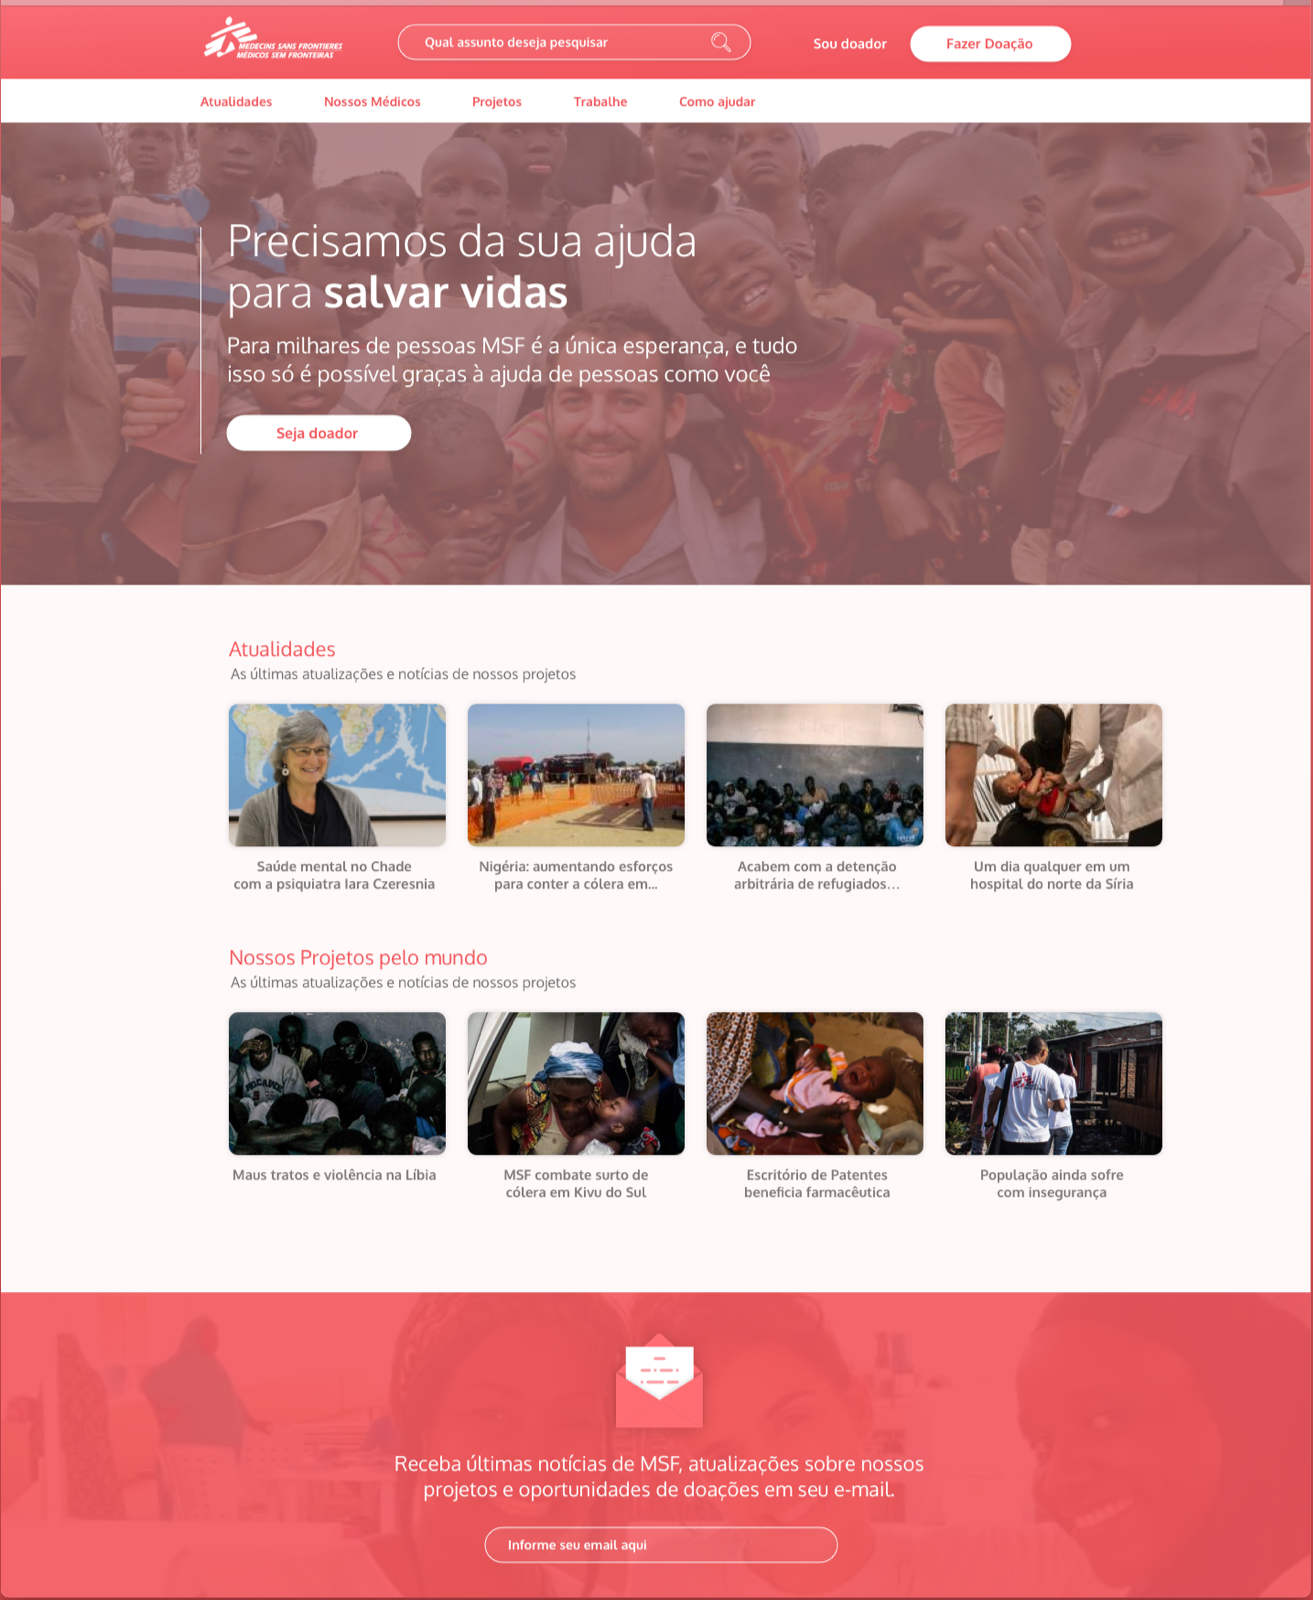 MEDECINS SANS FRONTIERES
MÉDICOS SEM FRONTEIRAS
Qual assunto deseja pesquisar
Sou doador
Fazer Doação
Atualidades
Nossos Médicos
Projetos
Trabalhe
Como ajudar
Precisamos da sua ajuda
para salvar vidas
Para milhares de pessoas MSF é a única esperança, e tudo
isso só é possível graças à ajuda de pessoas como você
Seja doador
Atualidades
As últimas atualizações e notícias de nossos projetos
Saúde mental no Chade
com a psiquiatra Iara Czeresnia
Nigéria: aumentando esforços
para conter a cólera em...
Acabem com a detenção
arbitrária de refugiados...
Um dia qualquer em um
hospital do norte da Síria
Nossos Projetos pelo mundo
As últimas atualizações e notícias de nossos projetos
Maus tratos e violência na Líbia
MSF combate surto de
cólera em Kivu do Sul
Escritório de Patentes
beneficia farmacêutica
População ainda sofre
com insegurança
Receba últimas notícias de MSF, atualizações sobre nossos
projetos e oportunidades de doações em seu e-mail.
Informe seu email aqui